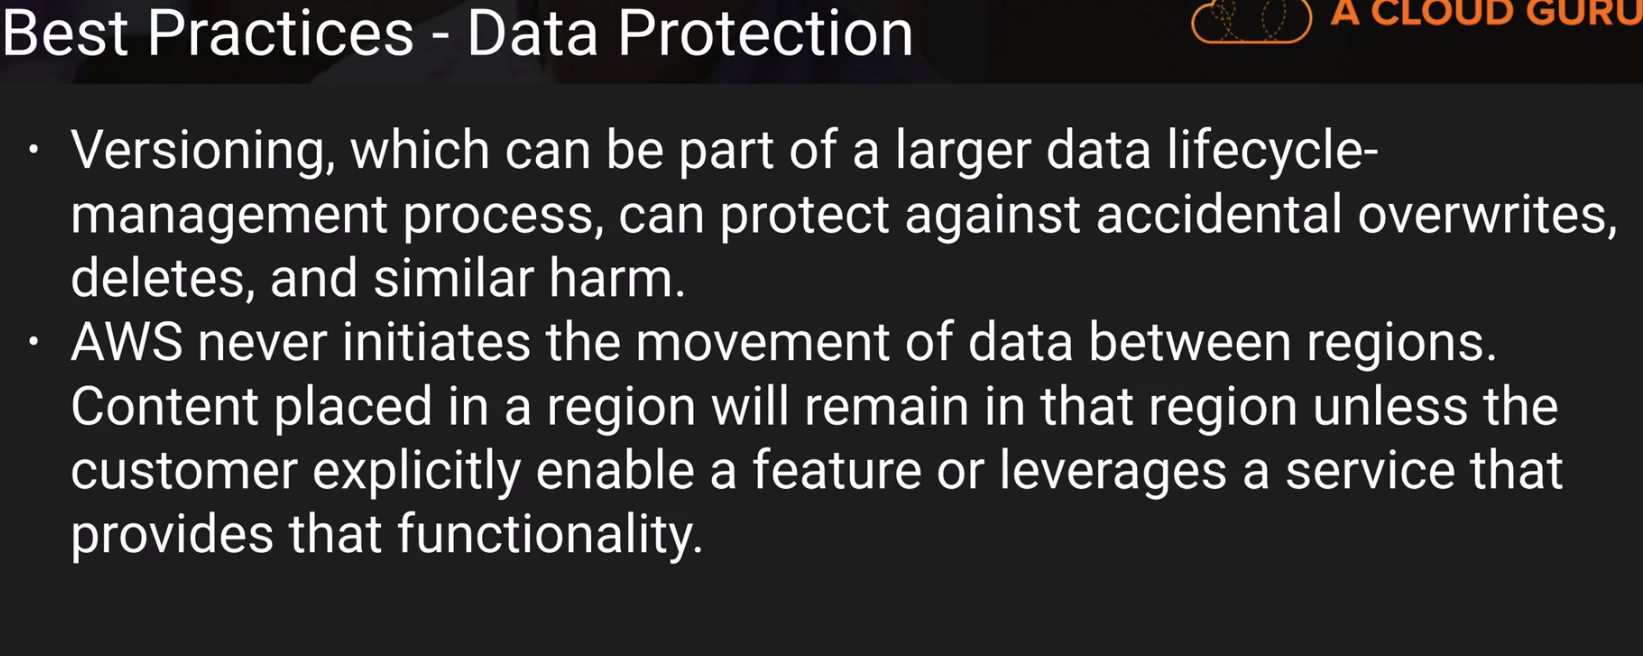 Best Practices - Data Protection
A CLOUD GURU
· Versioning, which can be part of a larger data lifecycle-
management process, can protect against accidental overwrites,
deletes, and similar harm.
· AWS never initiates the movement of data between regions.
Content placed in a region will remain in that region unless the
customer explicitly enable a feature or leverages a service that
provides that functionality.